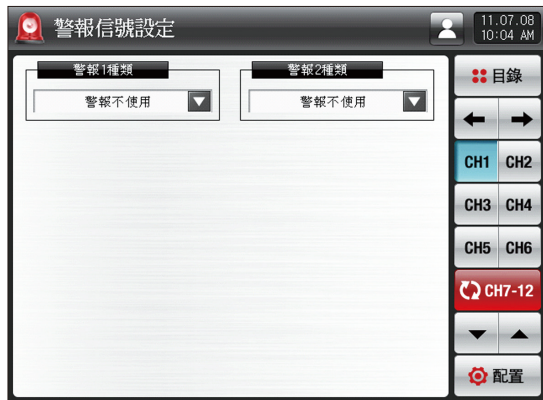 警報信號設定
11.07.08
10:04 AM
警報1種類
警報2種類
警報不使用
警報不使用
目錄
CH1
CH2
CH3
CH4
CH5
CH6
CH7-12
配置